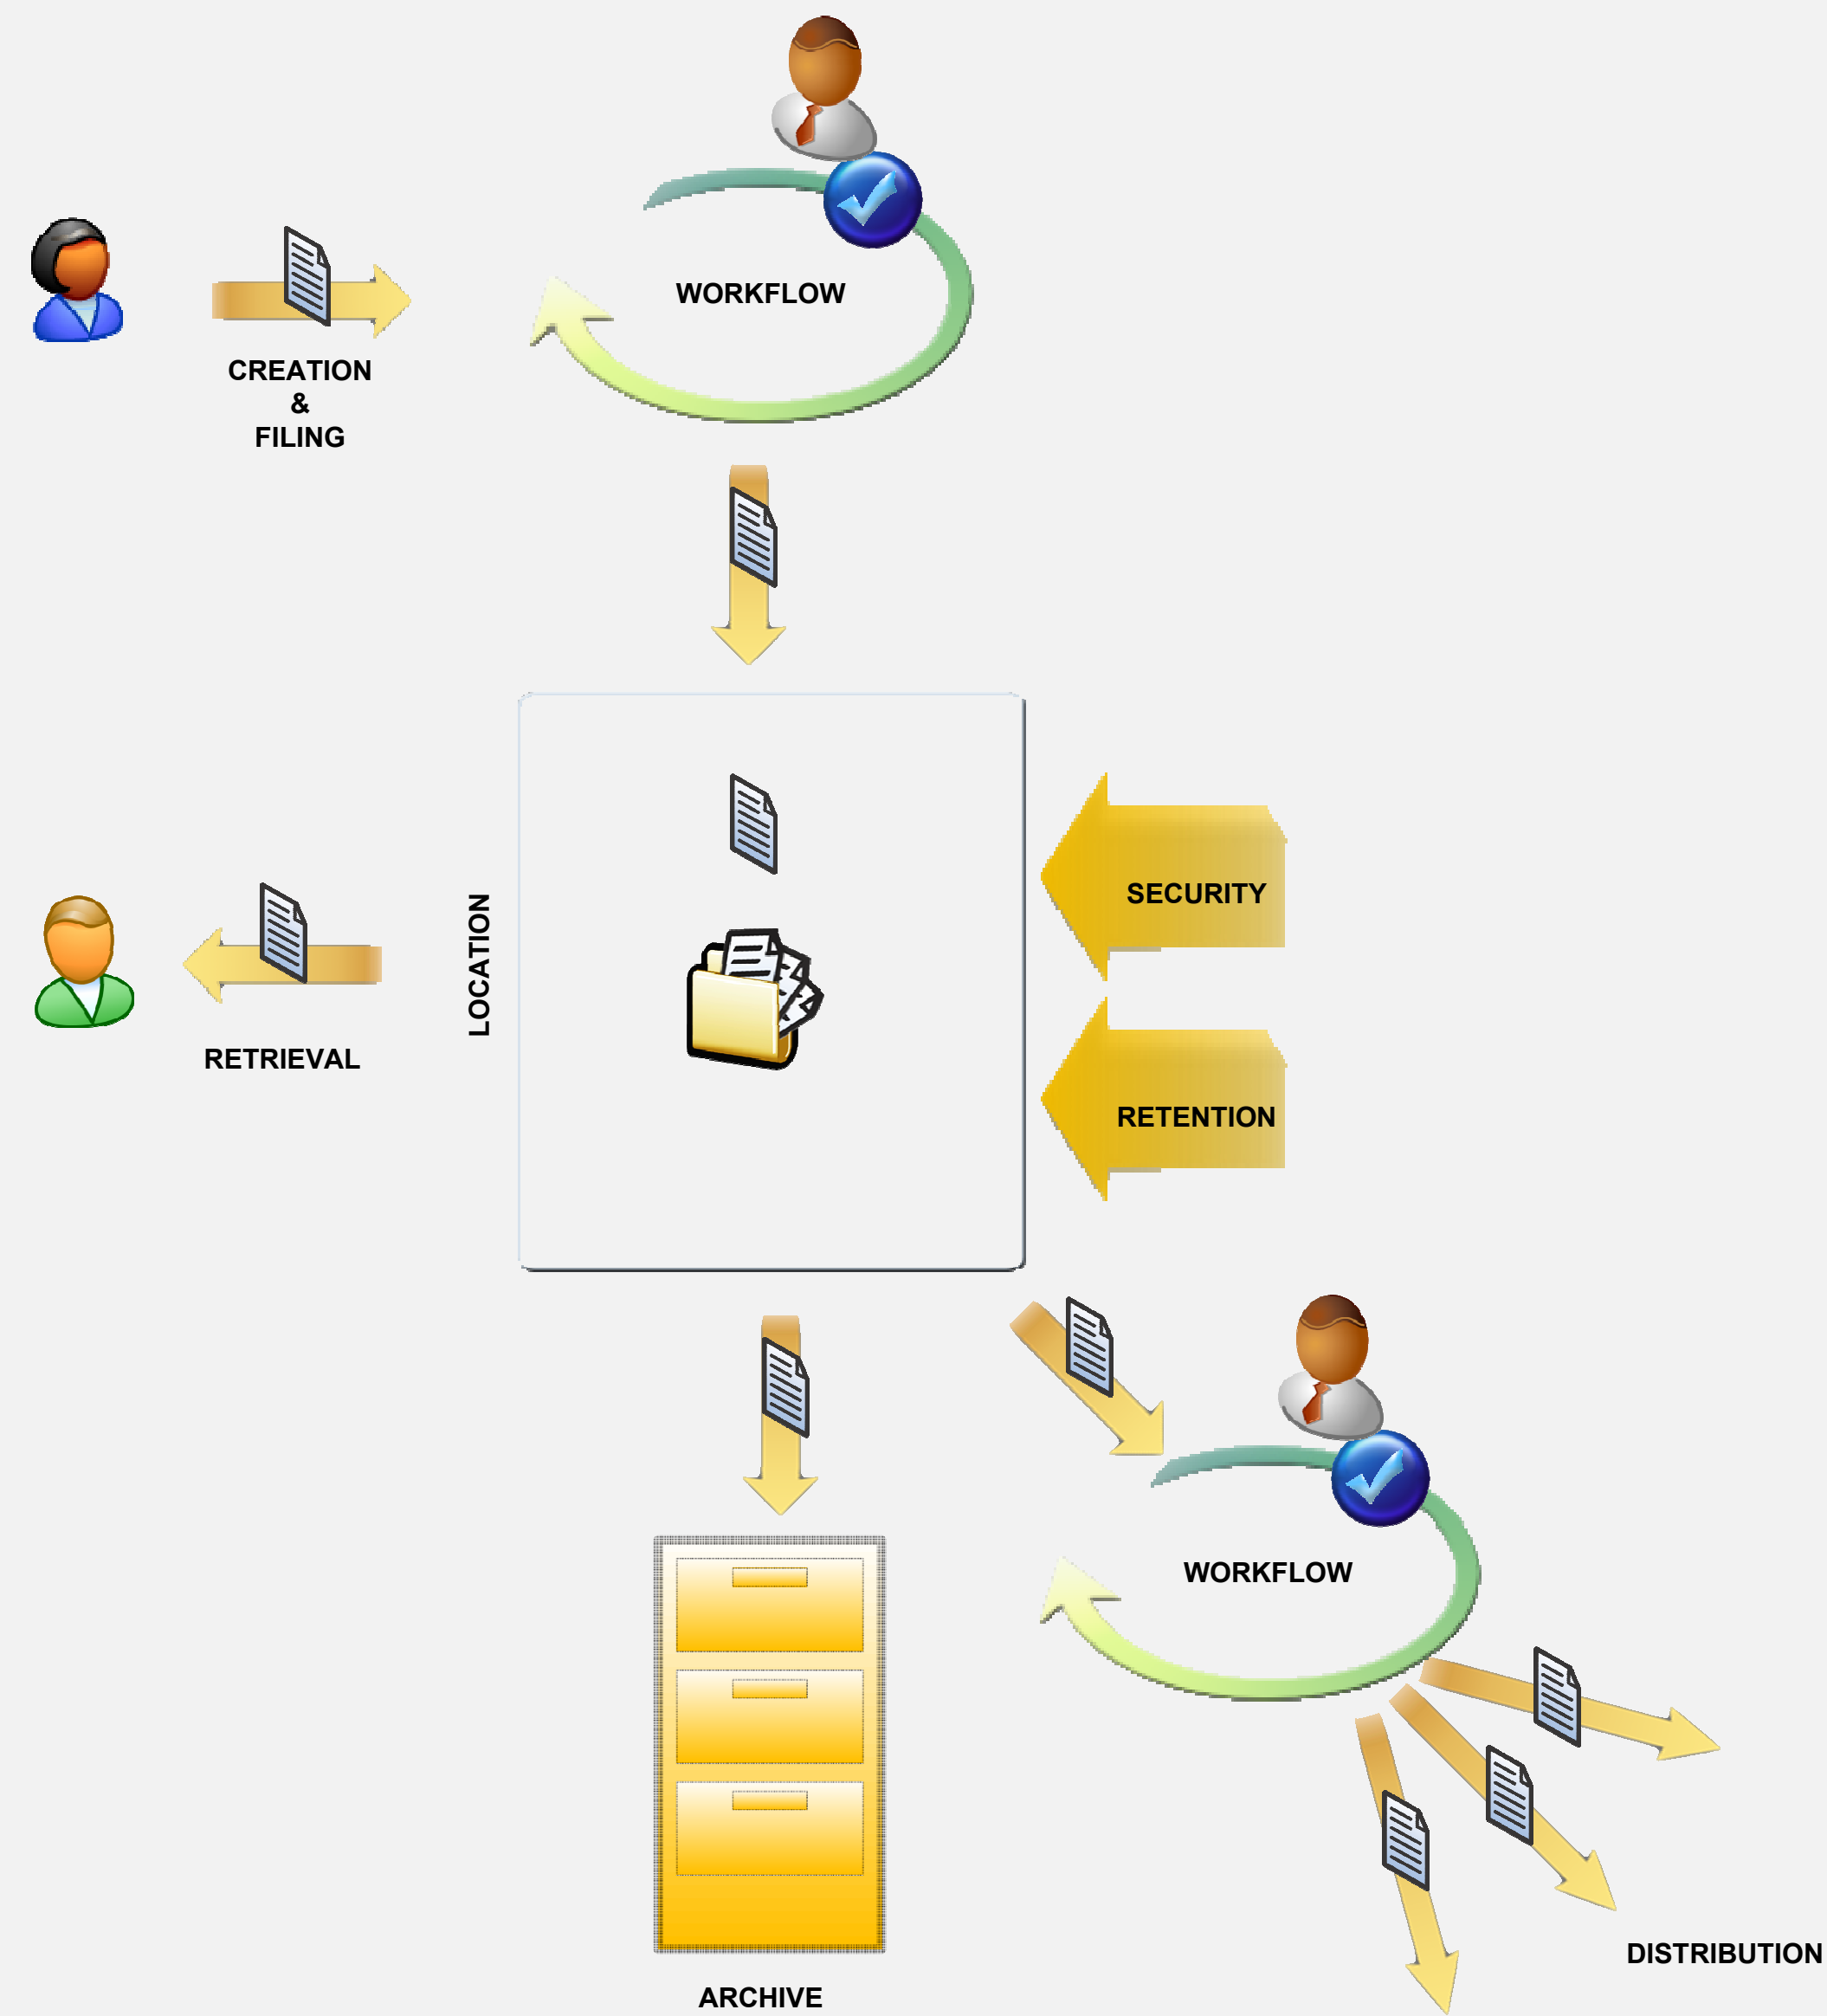 WORKFLOW
CREATION
&
FILING
SECURITY
LOCATION
RETRIEVAL
RETENTION
WORKFLOW
DISTRIBUTION
ARCHIVE